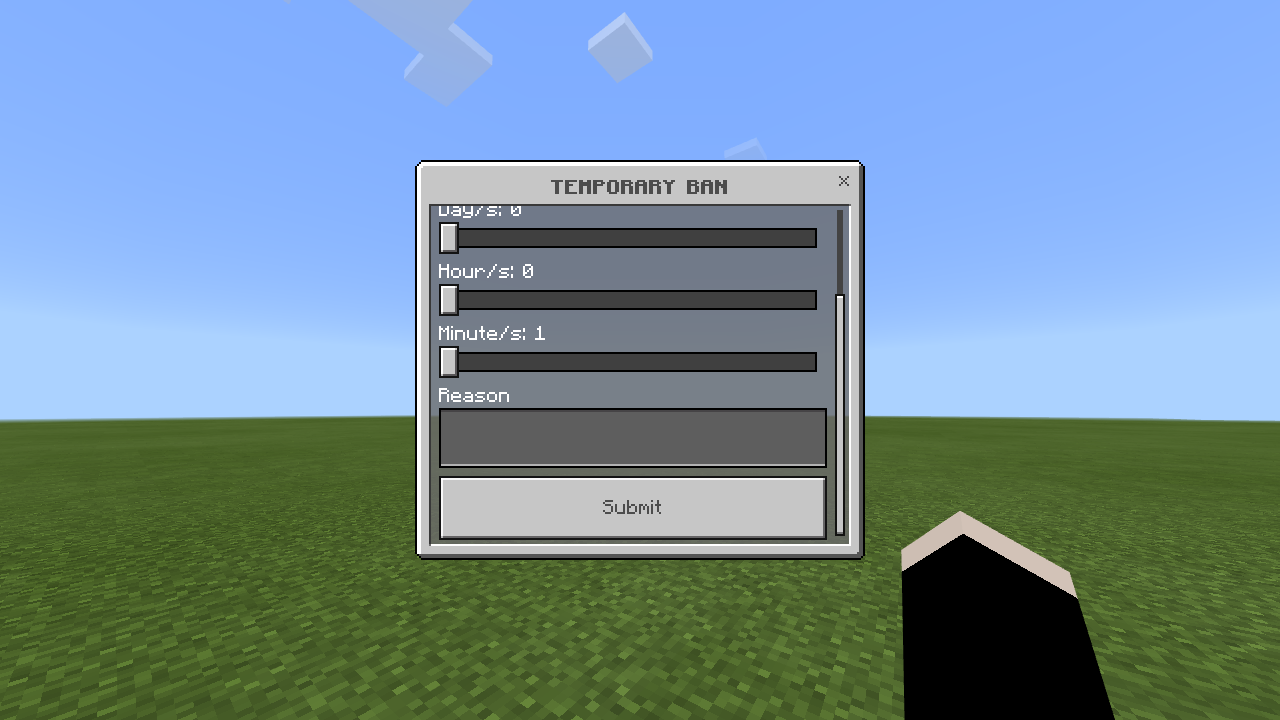 TEMPORARY BAN
Day/s: 0
Hour/s: 0
Minute/s: 1
Reason
Submit